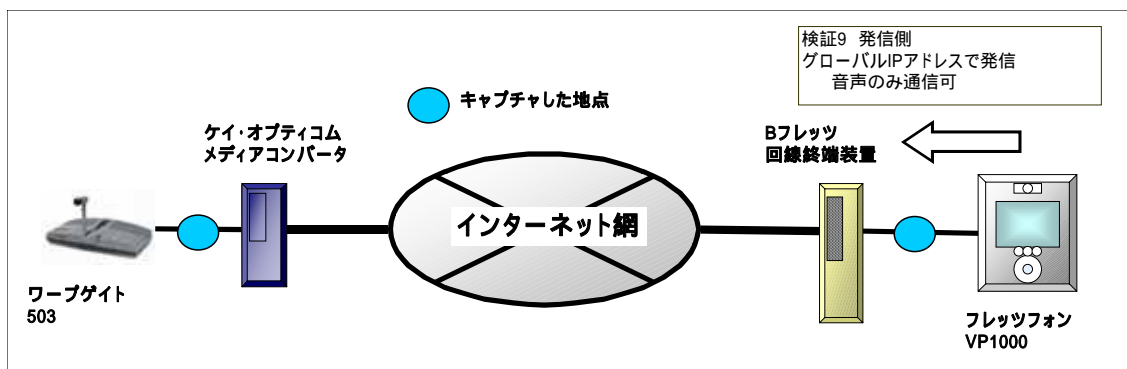 検証9 発信側
グローバルIPアドレスで発信
音声のみ通信可
キャプチャした地点
ケイ・オプティコム
メディアコンバータ
Bフレッツ
回線終端装置
インターネット網
ワープゲイト
503
フレッツフォン
VP1000